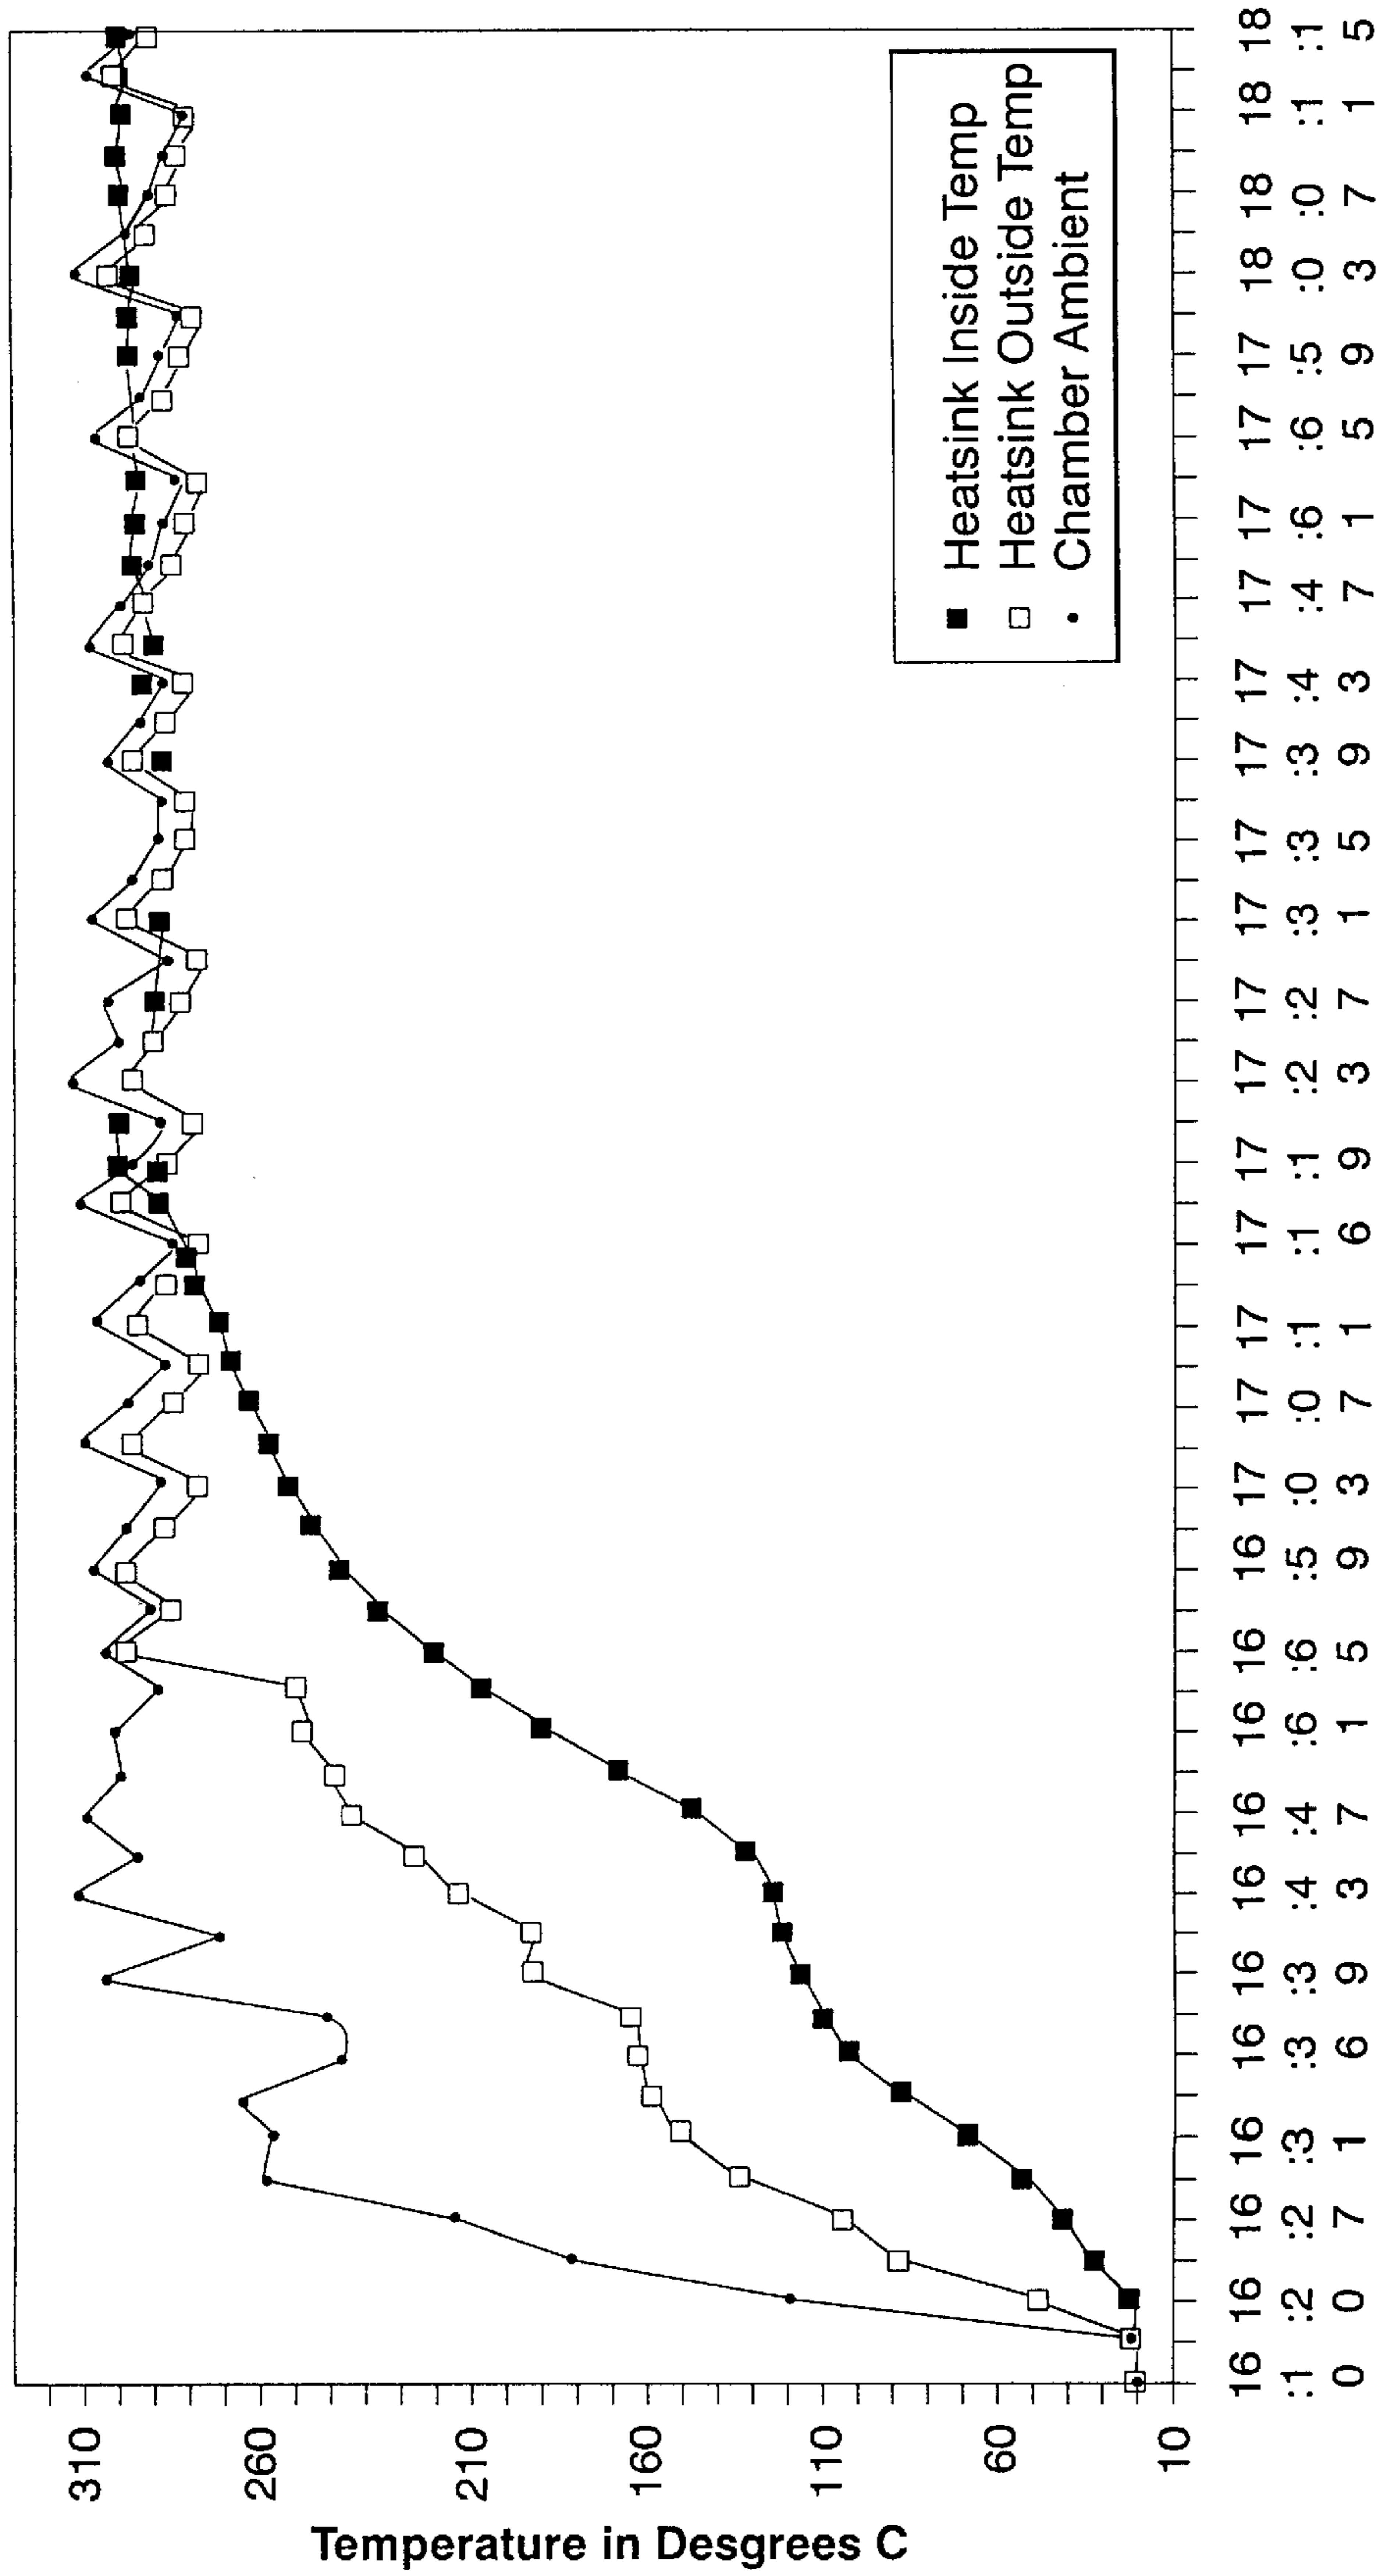 Temperature in Desgrees C
310
260
210
160
110
60
10
16 16 16 16 16 16 16 16 16 16 16 17 17 17 17 17 17 17 17 17 17 17 17 17 17 17 18 18 18 18
:1 :2 :2 :3 :3 :3 :4 :4 :6 :6 :5 :0 :0 :1 :1 :1 :2 :2 :3 :3 :3 :4 :4 :6 :6 :5 :0 :0 :1 :1
0 0 7 1 6 9 3 7 1 5 9 3 7 1 6 9 3 7 1 5 9 3 7 1 5 9 3 7 1 5
Heatsink Inside Temp
Heatsink Outside Temp
Chamber Ambient